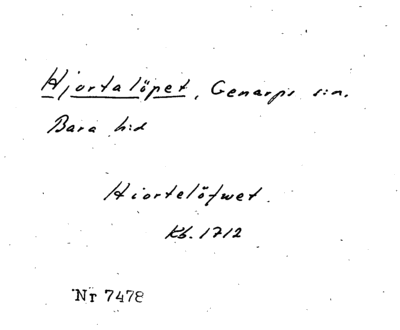 Hjortalöpet, Genarps s:n.
Bara h:d
Hiortelöfwet.
Kb. 1712
Nr 7478